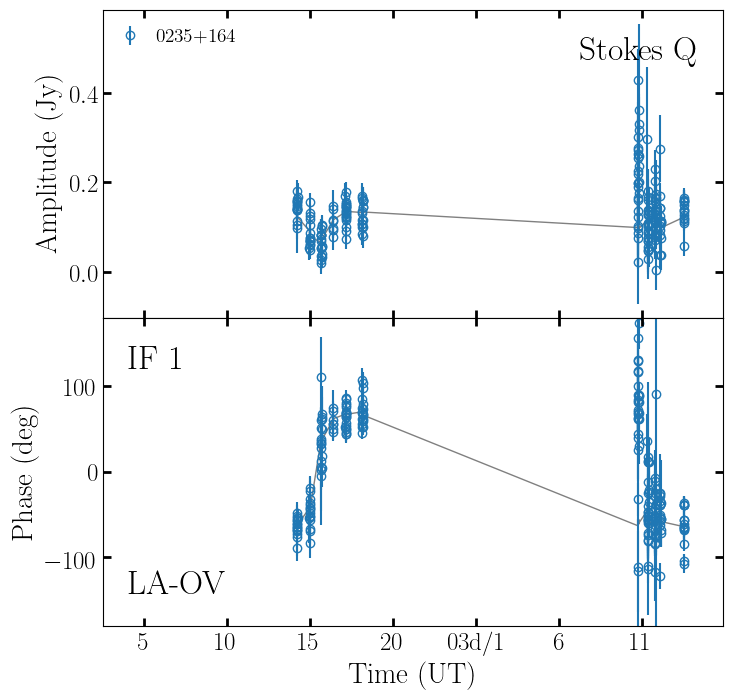 0235+164
Stokes Q
0.4
0.2
0.0
Amplitude (Jy)
IF 1
100
0
−100
Phase (deg)
LA-OV
5 10 15 20 03d/1 6 11
Time (UT)